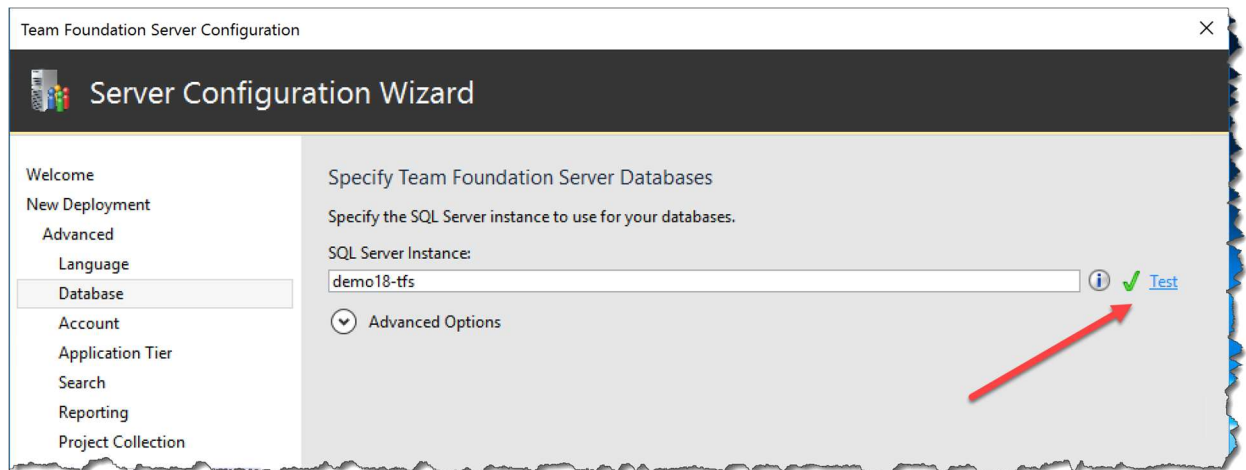 Team Foundation Server Configuration
Server Configuration Wizard
Welcome
New Deployment
Advanced
Language
Database
Account
Application Tier
Search
Reporting
Project Collection
Specify Team Foundation Server Databases
Specify the SQL Server instance to use for your databases.
SQL Server Instance:
demo18-tfs
Test
Advanced Options